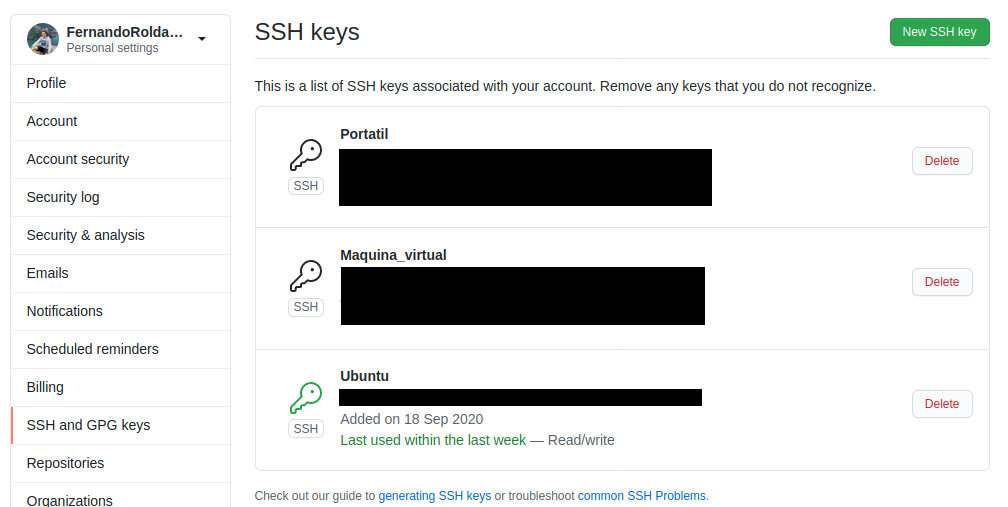 FernandoRolda...
Personal settings
Profile
Account
Account security
Security log
Security & analysis
Emails
Notifications
Scheduled reminders
Billing
SSH and GPG keys
Repositories
Organizations
SSH keys
New SSH key
This is a list of SSH keys associated with your account. Remove any keys that you do not recognize.
Portatil
SSH
Delete
Maquina_virtual
SSH
Delete
Ubuntu
SSH
Added on 18 Sep 2020
Last used within the last week — Read/write
Delete
Check out our guide to generating SSH keys or troubleshoot common SSH Problems.